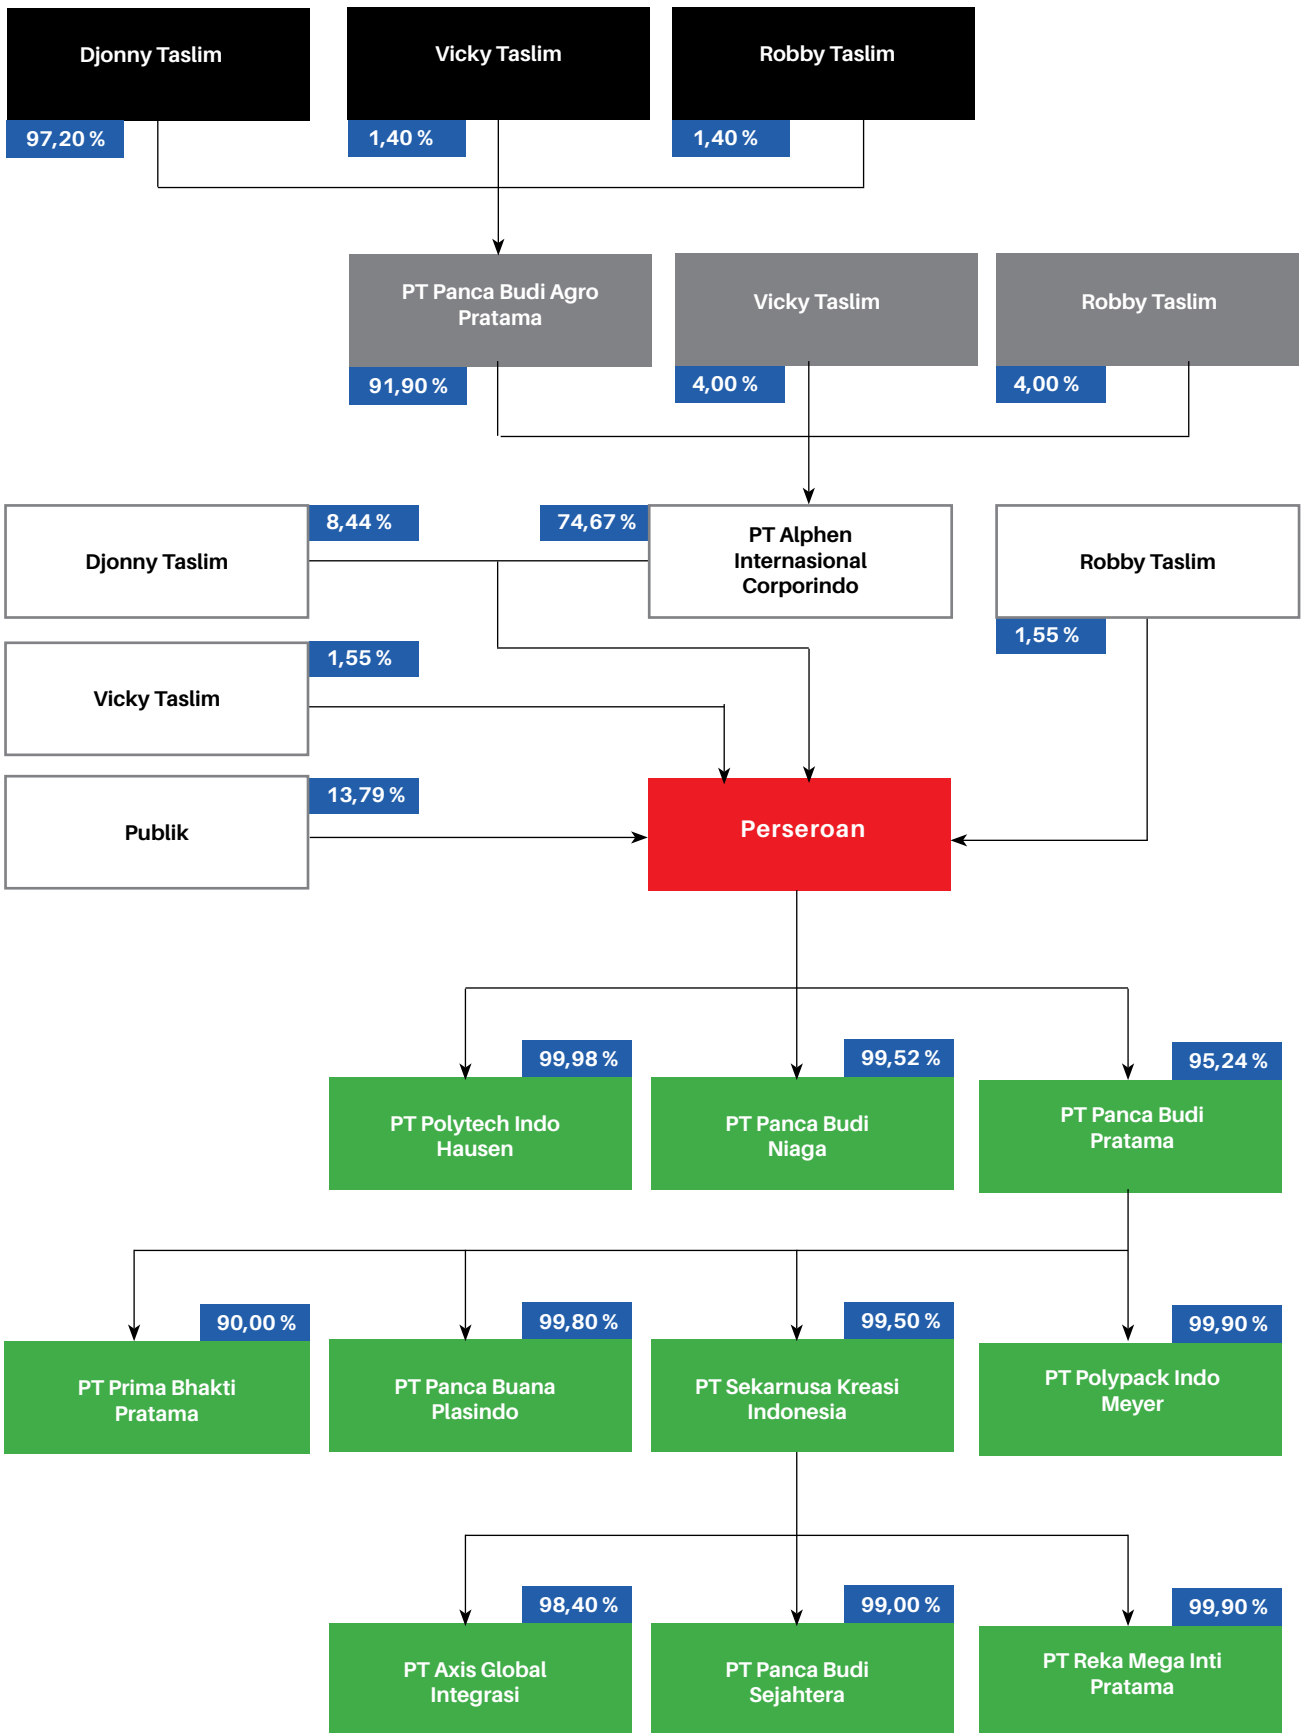 Djonny Taslim
97,20 %
Vicky Taslim
1,40 %
Robby Taslim
1,40 %
PT Panca Budi Agro
Pratama
91,90 %
Vicky Taslim
4,00 %
Robby Taslim
4,00 %
Djonny Taslim
8,44 %
74,67 %
PT Alphen
Internasional
Corporindo
Robby Taslim
1,55 %
Vicky Taslim
1,55 %
Publik
13,79 %
Perseroan
99,98 %
PT Polytech Indo
Hausen
99,52 %
PT Panca Budi
Niaga
95,24 %
PT Panca Budi
Pratama
90,00 %
PT Prima Bhakti
Pratama
99,80 %
PT Panca Buana
Plasindo
99,50 %
PT Sekarnusa Kreasi
Indonesia
99,90 %
PT Polypack Indo
Meyer
98,40 %
PT Axis Global
Integrasi
99,00 %
PT Panca Budi
Sejahtera
99,90 %
PT Reka Mega Inti
Pratama